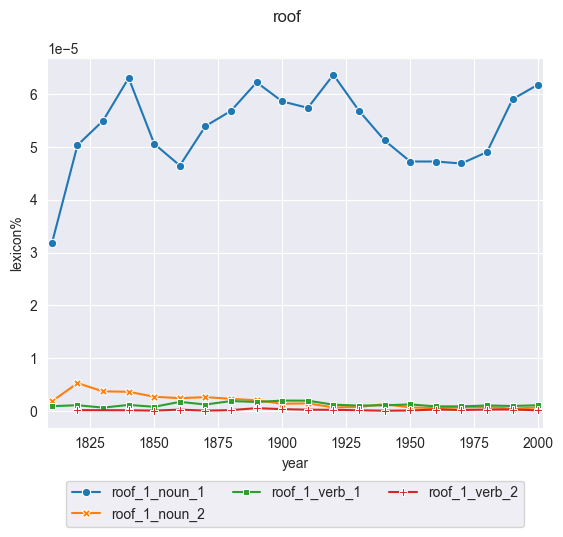 roof
1e−5
6
5
4
3
2
1
0
lexicon%
1825 1850 1875 1900 1925 1950 1975 2000
year
roof_1_noun_1 roof_1_verb_1 roof_1_verb_2
roof_1_noun_2